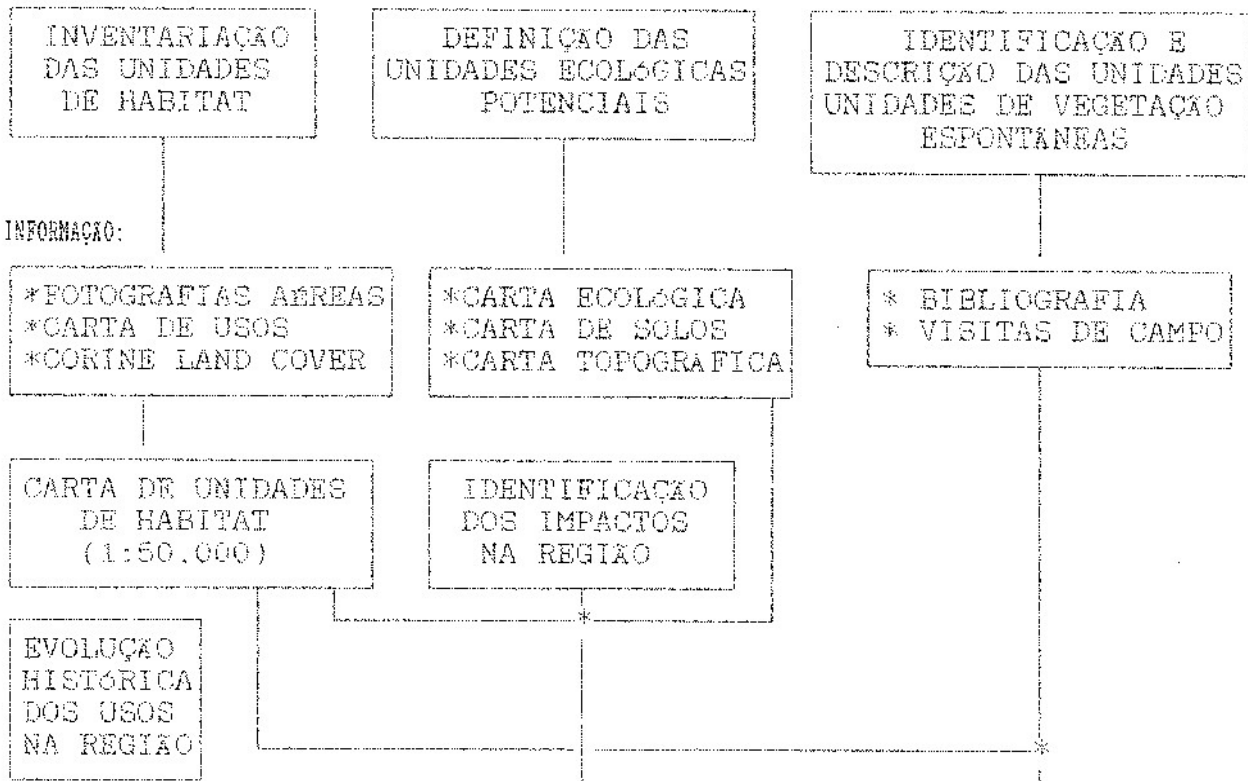 INVENTARIAÇÃO
DAS UNIDADES
DE HABITAT
DEFINIÇÃO DAS
UNIDADES ECOLÓGICAS
POTENCIAIS
IDENTIFICAÇÃO E
DESCRIÇÃO DAS UNIDADES
UNIDADES DE VEGETAÇÃO
ESPONTÂNEAS
INFORMAÇÃO:
*FOTOGRAFIAS AÉREAS
*CARTA DE USOS
*CORINE LAND COVER
*CARTA ECOLÓGICA
*CARTA DE SOLOS
*CARTA TOPOGRÀFICA
* BIBLIOGRAFIA
* VISITAS DE CAMPO
CARTA DE UNIDADES
DE HABITAT
(1:50.000)
IDENTIFICAÇÃO
DOS IMPACTOS
NA REGIÃO
*
EVOLUÇÃO
HISTÓRICA
DOS USOS
NA REGIÃO
*